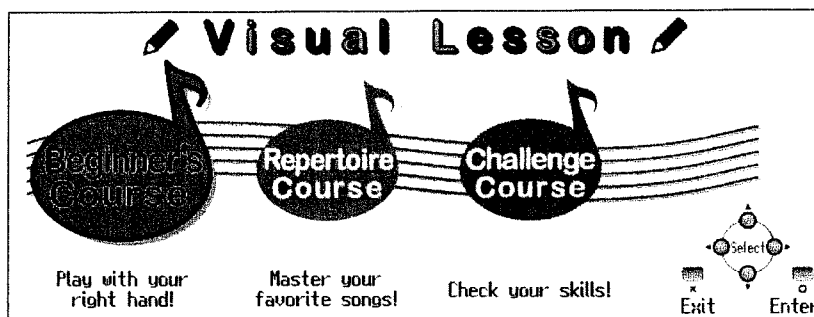 Visual Lesson
Beginner's
Course
Repertoire
Course
Challenge
Course
Play with your
right hand!
Master your
favorite songs!
Check your skills!
Select
×
Exit
○
Enter